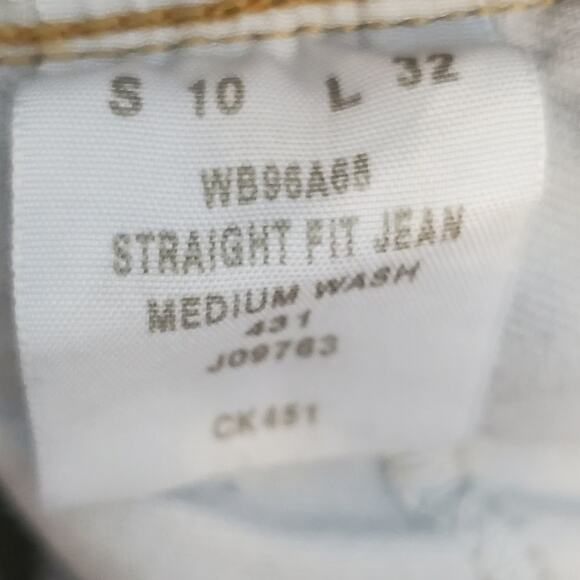 S 10 L 32
WB96A68
STRAIGHT FIT JEAN
MEDIUM WASH
431
J09763
CK451